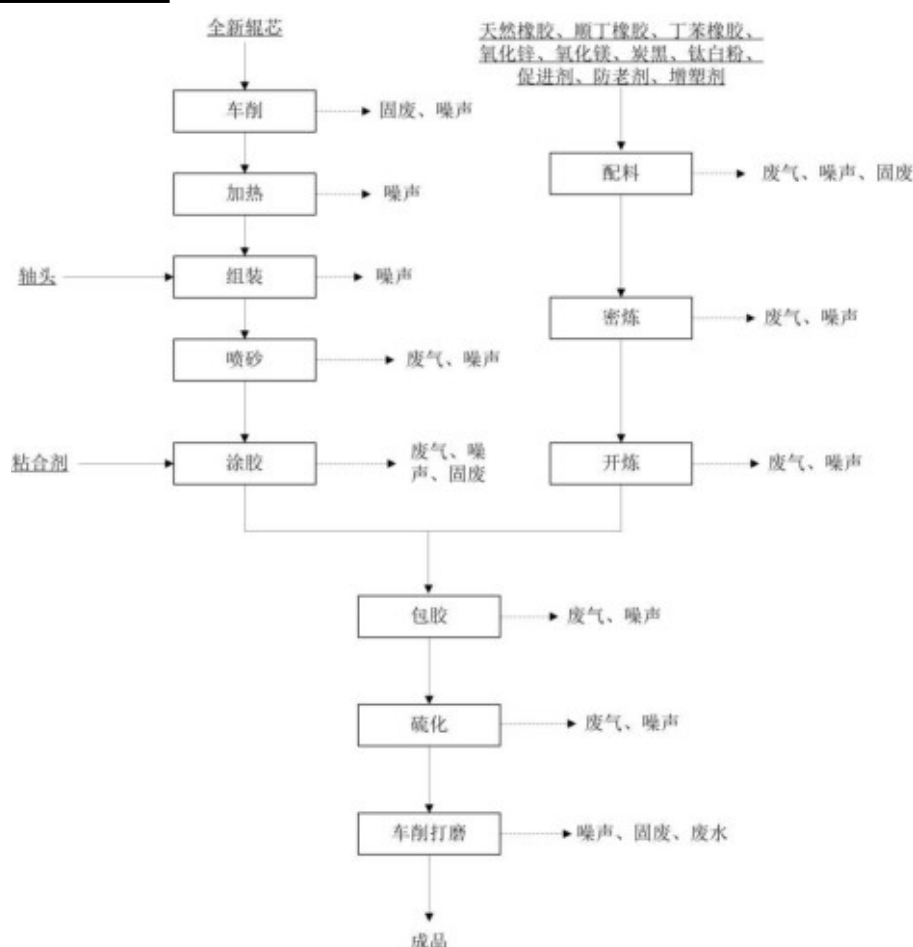 全新辊芯
天然橡胶、顺丁橡胶、丁苯橡胶、
氧化锌、氧化镁、炭黑、钛白粉、
促进剂、防老剂、增塑剂
车削
固废、噪声
配料
废气、噪声、固废
加热
噪声
轴头
组装
噪声
密炼
废气、噪声
喷砂
废气、噪声
粘合剂
涂胶
废气、噪
声、固废
开炼
废气、噪声
包胶
废气、噪声
硫化
废气、噪声
车削打磨
噪声、固废、废水
成品